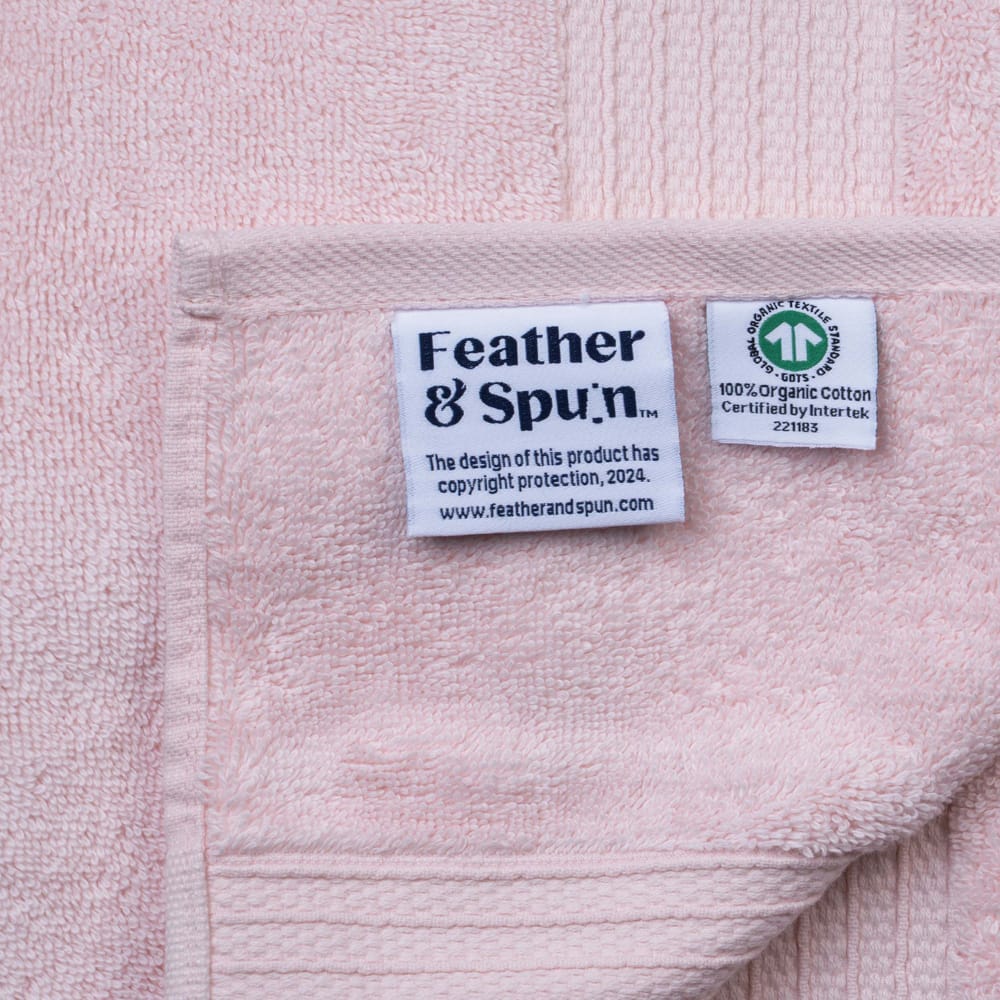 Feather
& Spun™
The design of this product has
copyright protection, 2024.
www.featherandspun.com
GLOBAL ORGANIC TEXTILE STANDARD
· GOTS ·
100% Organic Cotton
Certified by Intertek
221183